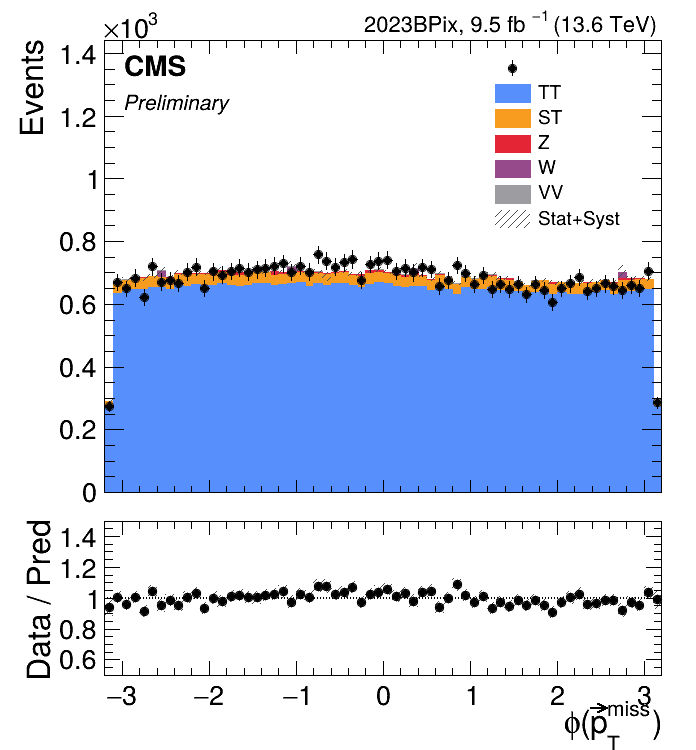 ×10³
2023BPix, 9.5 fb⁻¹ (13.6 TeV)
CMS
Preliminary
TT
ST
Z
W
VV
Stat+Syst
Events
1.4
1.2
1
0.8
0.6
0.4
0.2
0
Data / Pred
1.4
1.2
1
0.8
0.6
−3 −2 −1 0 1 2 3
ϕ(p⃗ᴛᵐⁱˢˢ)